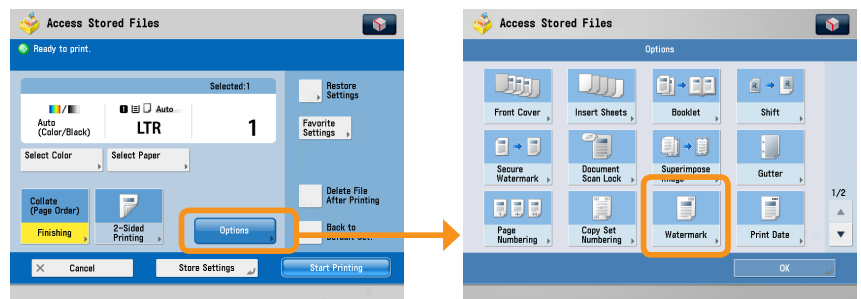 Access Stored Files
Ready to print.
Selected:1
Auto
(Color/Black)
Auto
LTR
1
Select Color
Select Paper
Restore
Settings
Favorite
Settings
Delete File
After Printing
Back to
Default Set.
Collate
(Page Order)
Finishing
2-Sided
Printing
Options
Cancel
Store Settings
Start Printing
Access Stored Files
Options
Front Cover
Insert Sheets
Booklet
Shift
Secure
Watermark
Document
Scan Lock
Superimpose
Image
Gutter
Page
Numbering
Copy Set
Numbering
Watermark
Print Date
1/2
OK